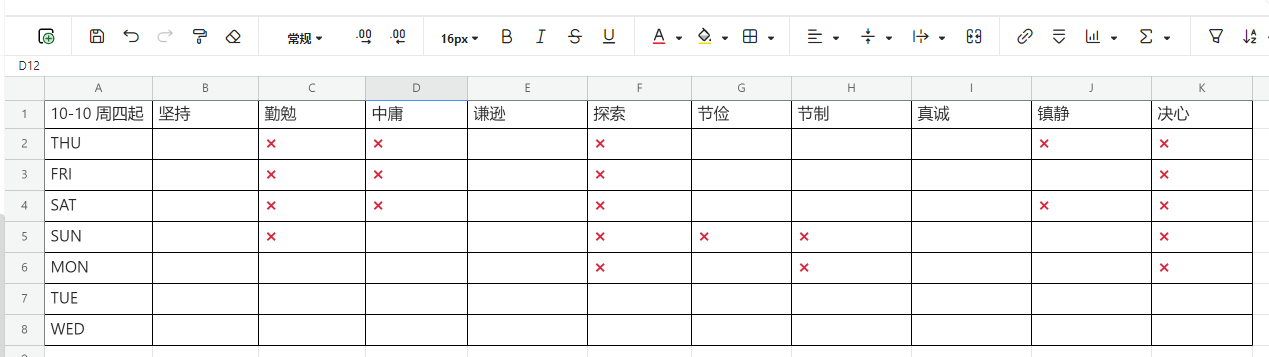 常规 .00 .00 16px B I S U A
D12
A B C D E F G H I J K
1 10-10 周四起 坚持 勤勉 中庸 谦逊 探索 节俭 节制 真诚 镇静 决心
2 THU × × × × ×
3 FRI × × × ×
4 SAT × × × × ×
5 SUN × × × × ×
6 MON × × ×
7 TUE
8 WED